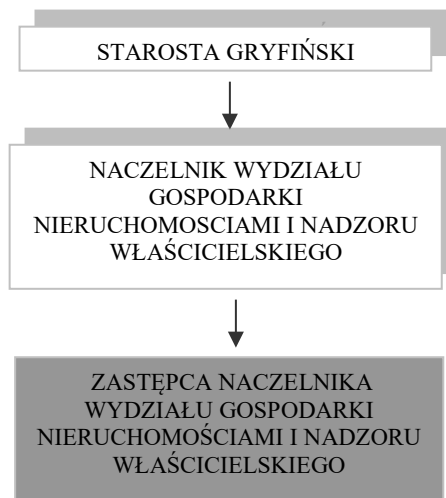 STAROSTA GRYFIŃSKI
NACZELNIK WYDZIAŁU
GOSPODARKI
NIERUCHOMOSCIAMI I NADZORU
WŁAŚCICIELSKIEGO
ZASTĘPCA NACZELNIKA
WYDZIAŁU GOSPODARKI
NIERUCHOMOŚCIAMI I NADZORU
WŁAŚCICIELSKIEGO